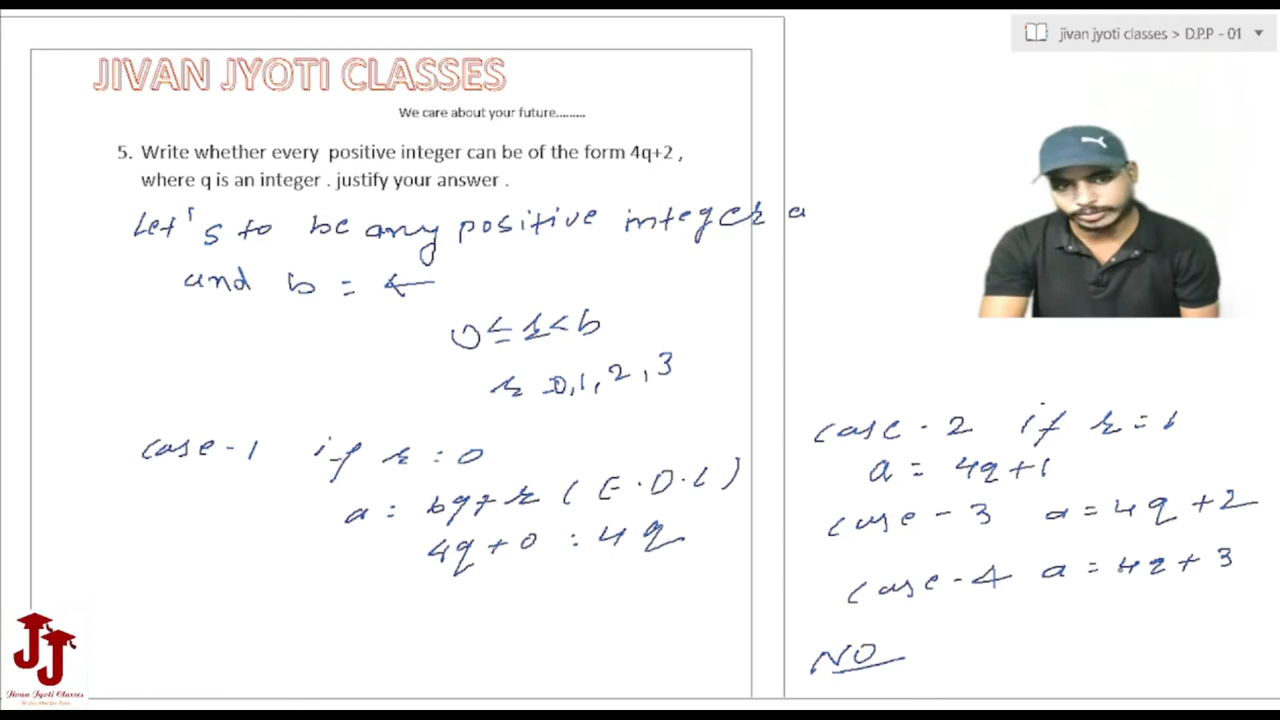 jivan jyoti classes > D.P.P - 01
JIVAN JYOTI CLASSES
We care about your future.........
5. Write whether every positive integer can be of the form 4q+2 ,
where q is an integer . justify your answer .
Let's to be any positive integer a
and b = 4
0 ≤ r < b
r = 0, 1, 2, 3
case - 1 if r = 0
a = bq + r ( E.D.L )
4q + 0 = 4q
case - 2 if r = 1
a = 4q + 1
case - 3 a = 4q + 2
case - 4 a = 4q + 3
NO
JJ
Jivan Jyoti Classes